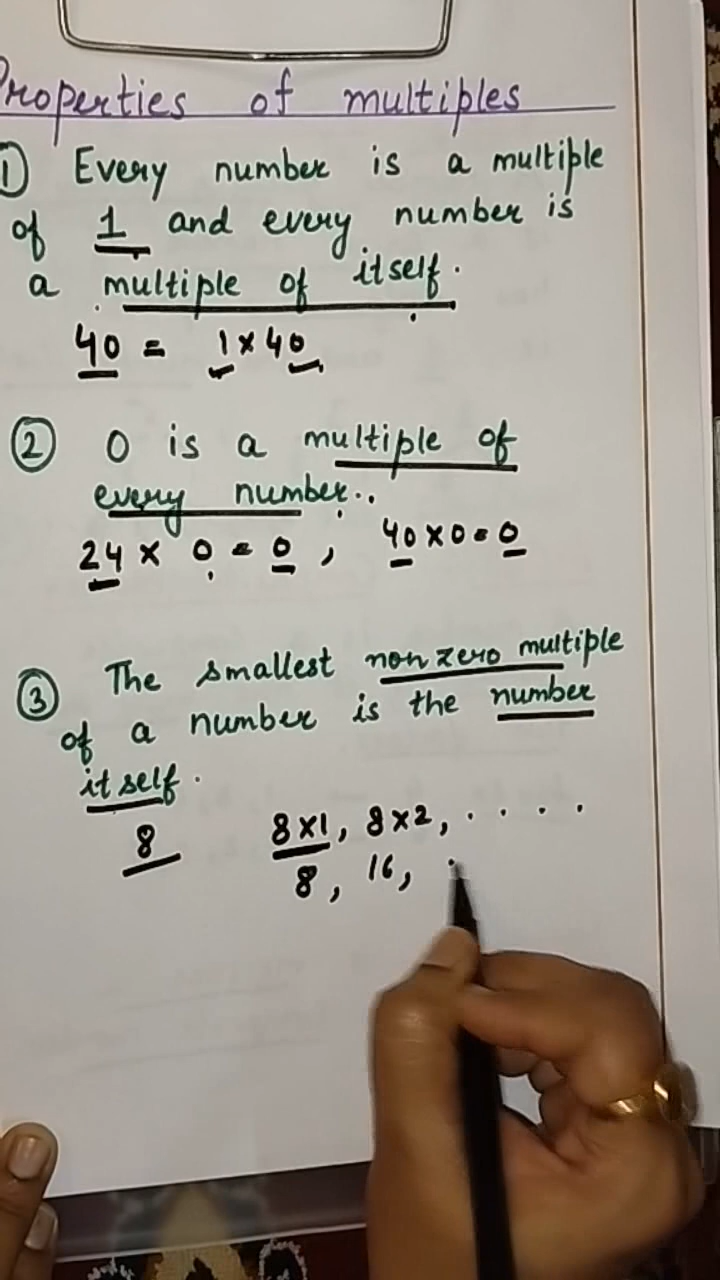 Properties of multiples
① Every number is a multiple
of 1 and every number is
a multiple of itself.
40 = 1 × 40
② 0 is a multiple of
every number..
24 × 0 = 0 , 40 × 0 = 0
③ The smallest non zero multiple
of a number is the number
itself.
8 8×1, 8×2, . . . .
8, 16, .